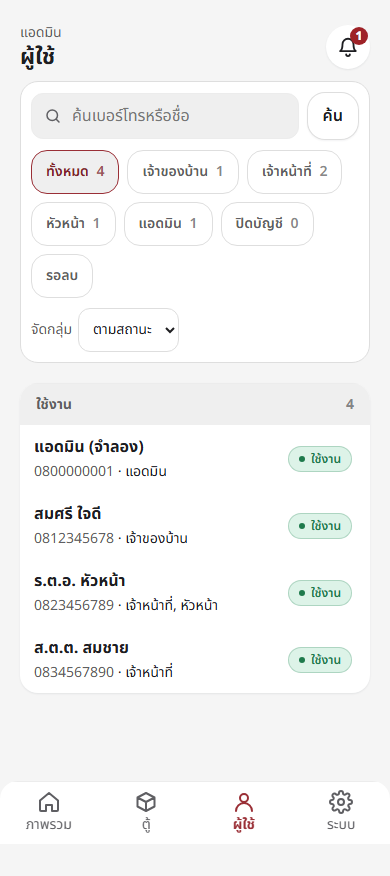 แอดมิน
ผู้ใช้
1
ค้นเบอร์โทรหรือชื่อ
ค้น
ทั้งหมด 4
เจ้าของบ้าน 1
เจ้าหน้าที่ 2
หัวหน้า 1
แอดมิน 1
ปิดบัญชี 0
รอลบ
จัดกลุ่ม ตามสถานะ
ใช้งาน 4
แอดมิน (จำลอง)
0800000001 · แอดมิน
ใช้งาน
สมศรี ใจดี
0812345678 · เจ้าของบ้าน
ใช้งาน
ร.ต.อ. หัวหน้า
0823456789 · เจ้าหน้าที่, หัวหน้า
ใช้งาน
ส.ต.ต. สมชาย
0834567890 · เจ้าหน้าที่
ใช้งาน
ภาพรวม
ตู้
ผู้ใช้
ระบบ